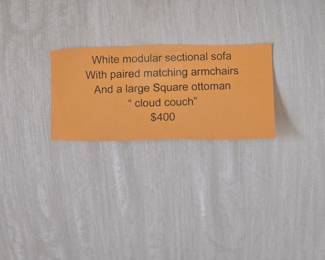 White modular sectional sofa
With paired matching armchairs
And a large Square ottoman
“ cloud couch”
$400